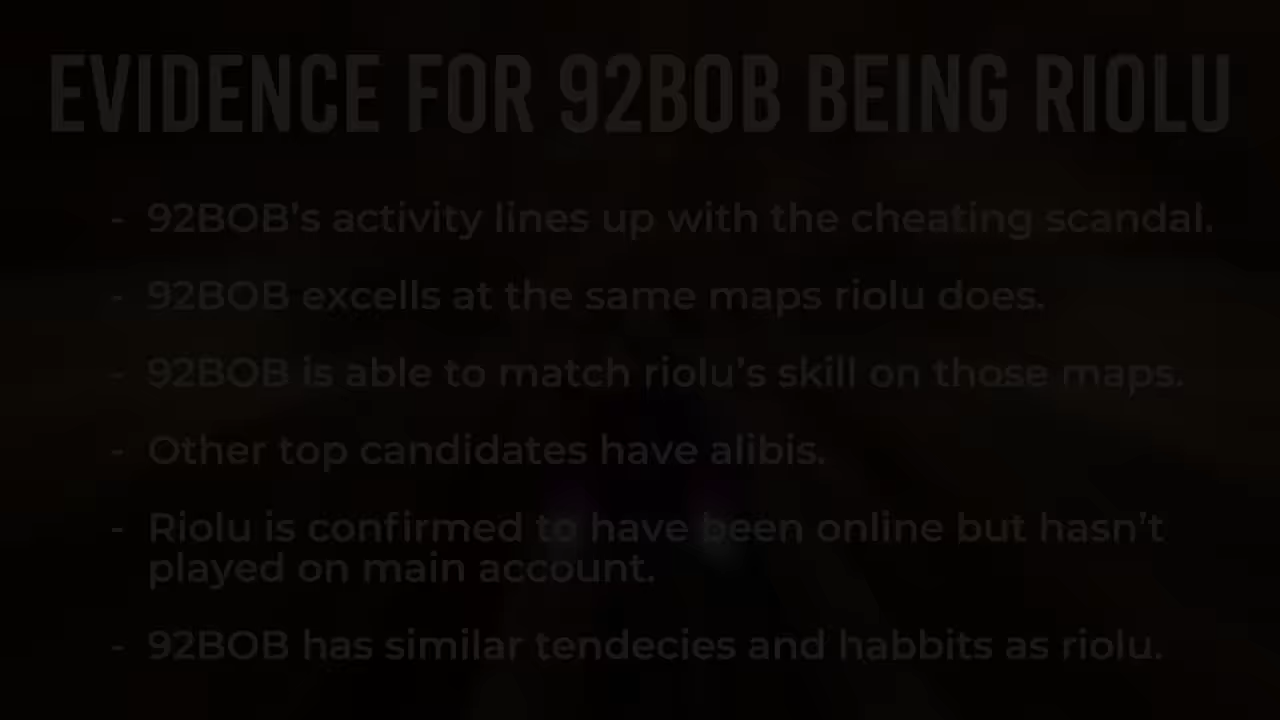 EVIDENCE FOR 92BOB BEING RIOLU
- 92BOB's activity lines up with the cheating scandal.
- 92BOB excells at the same maps riolu does.
- 92BOB is able to match riolu's skill on those maps.
- Other top candidates have alibis.
- Riolu is confirmed to have been online but hasn't
played on main account.
- 92BOB has similar tendecies and habbits as riolu.